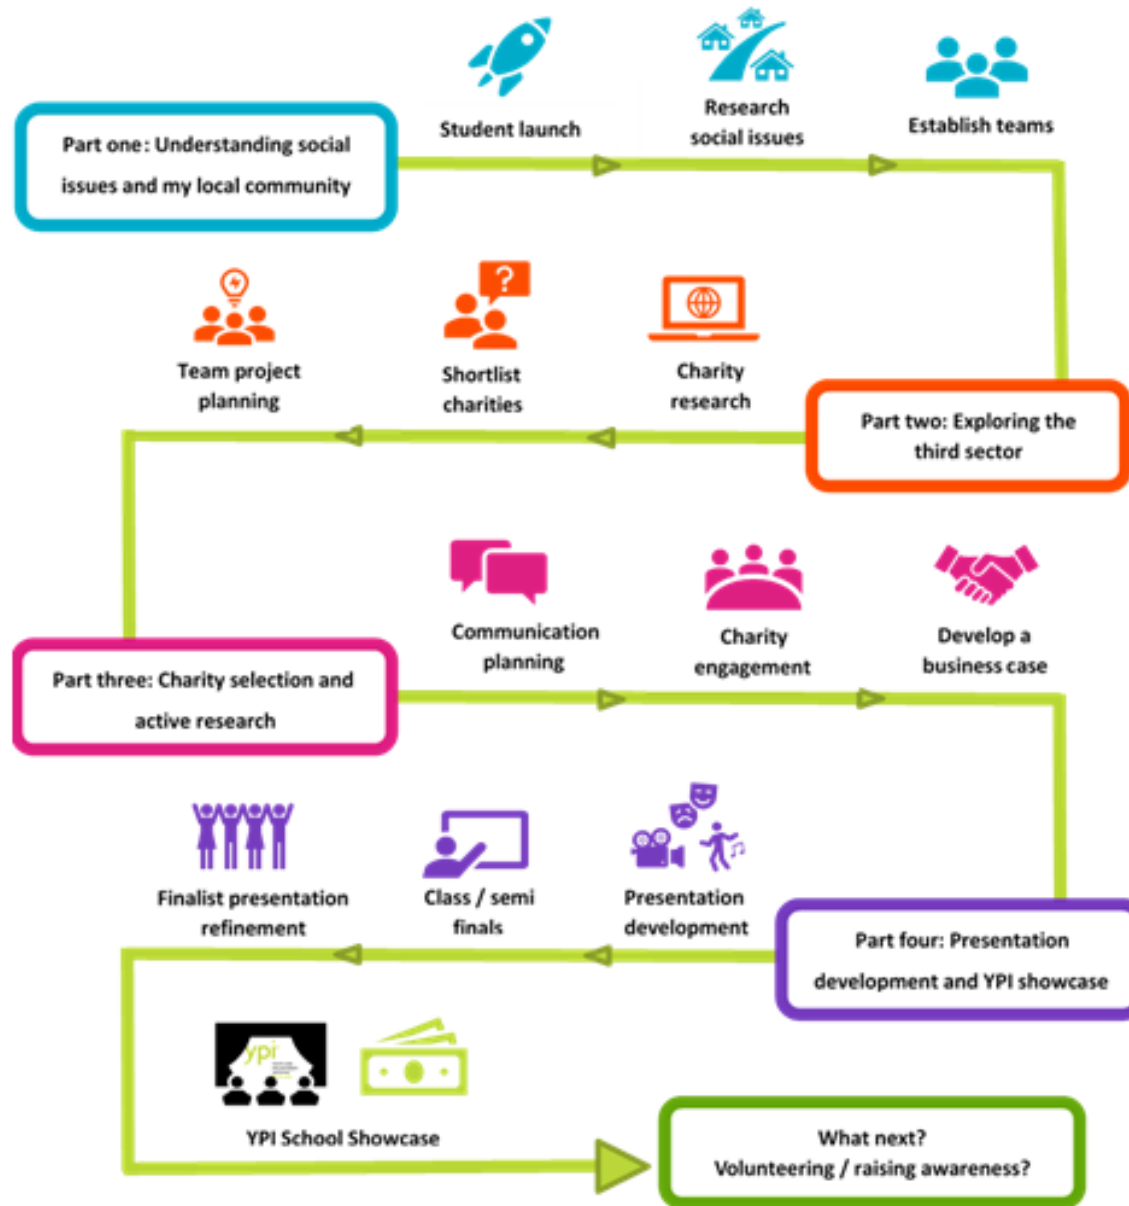 Student launch
Research
social issues
Establish teams
Part one: Understanding social
issues and my local community
Team project
planning
Shortlist
charities
Charity
research
Part two: Exploring the
third sector
Communication
planning
Charity
engagement
Develop a
business case
Part three: Charity selection and
active research
Finalist presentation
refinement
Class / semi
finals
Presentation
development
Part four: Presentation
development and YPI showcase
?
ypi
YPI School Showcase
What next?
Volunteering / raising awareness?